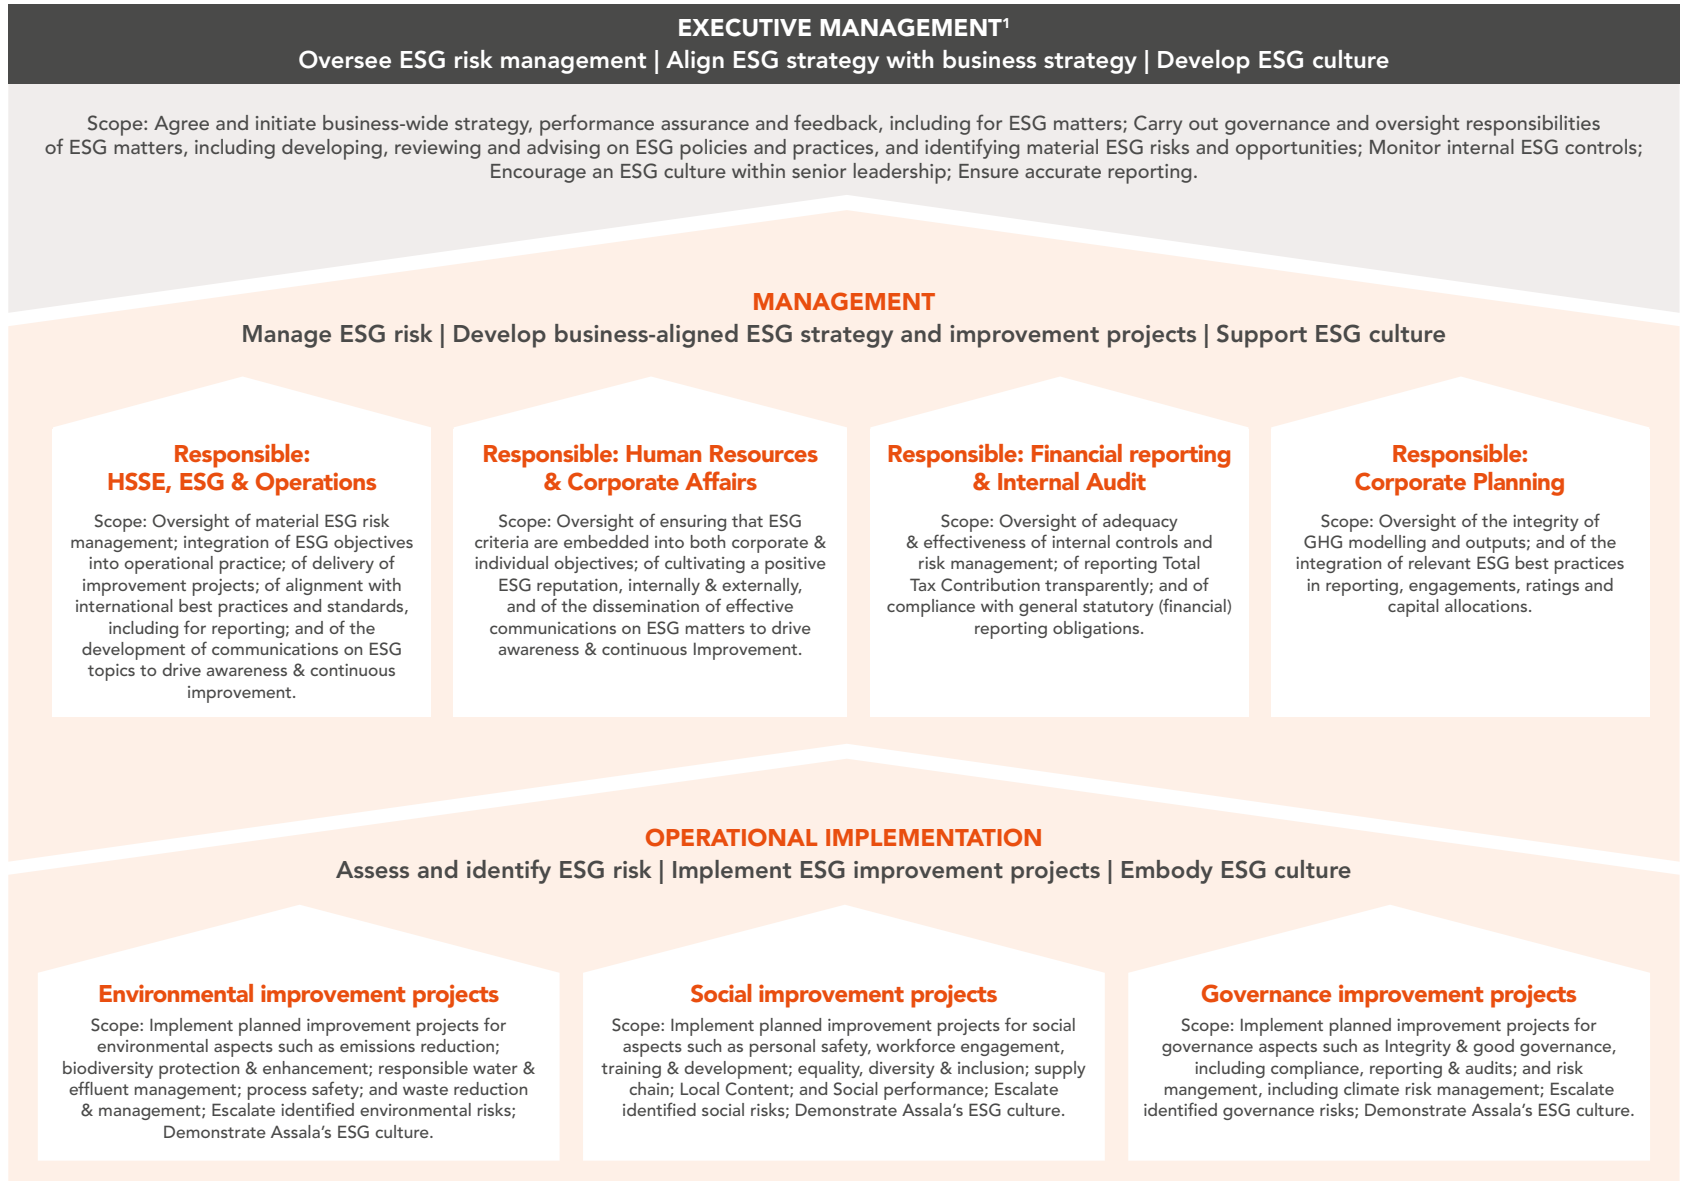 EXECUTIVE MANAGEMENT¹
Oversee ESG risk management | Align ESG strategy with business strategy | Develop ESG culture
Scope: Agree and initiate business-wide strategy, performance assurance and feedback, including for ESG matters; Carry out governance and oversight responsibilities
of ESG matters, including developing, reviewing and advising on ESG policies and practices, and identifying material ESG risks and opportunities; Monitor internal ESG controls;
Encourage an ESG culture within senior leadership; Ensure accurate reporting.
MANAGEMENT
Manage ESG risk | Develop business-aligned ESG strategy and improvement projects | Support ESG culture
Responsible:
HSSE, ESG & Operations
Scope: Oversight of material ESG risk
management; integration of ESG objectives
into operational practice; of delivery of
improvement projects; of alignment with
international best practices and standards,
including for reporting; and of the
development of communications on ESG
topics to drive awareness & continuous
improvement.
Responsible: Human Resources
& Corporate Affairs
Scope: Oversight of ensuring that ESG
criteria are embedded into both corporate &
individual objectives; of cultivating a positive
ESG reputation, internally & externally,
and of the dissemination of effective
communications on ESG matters to drive
awareness & continuous Improvement.
Responsible: Financial reporting
& Internal Audit
Scope: Oversight of adequacy
& effectiveness of internal controls and
risk management; of reporting Total
Tax Contribution transparently; and of
compliance with general statutory (financial)
reporting obligations.
Responsible:
Corporate Planning
Scope: Oversight of the integrity of
GHG modelling and outputs; and of the
integration of relevant ESG best practices
in reporting, engagements, ratings and
capital allocations.
OPERATIONAL IMPLEMENTATION
Assess and identify ESG risk | Implement ESG improvement projects | Embody ESG culture
Environmental improvement projects
Scope: Implement planned improvement projects for
environmental aspects such as emissions reduction;
biodiversity protection & enhancement; responsible water &
effluent management; process safety; and waste reduction
& management; Escalate identified environmental risks;
Demonstrate Assala's ESG culture.
Social improvement projects
Scope: Implement planned improvement projects for social
aspects such as personal safety, workforce engagement,
training & development; equality, diversity & inclusion; supply
chain; Local Content; and Social performance; Escalate
identified social risks; Demonstrate Assala's ESG culture.
Governance improvement projects
Scope: Implement planned improvement projects for
governance aspects such as Integrity & good governance,
including compliance, reporting & audits; and risk
mangement, including climate risk management; Escalate
identified governance risks; Demonstrate Assala's ESG culture.